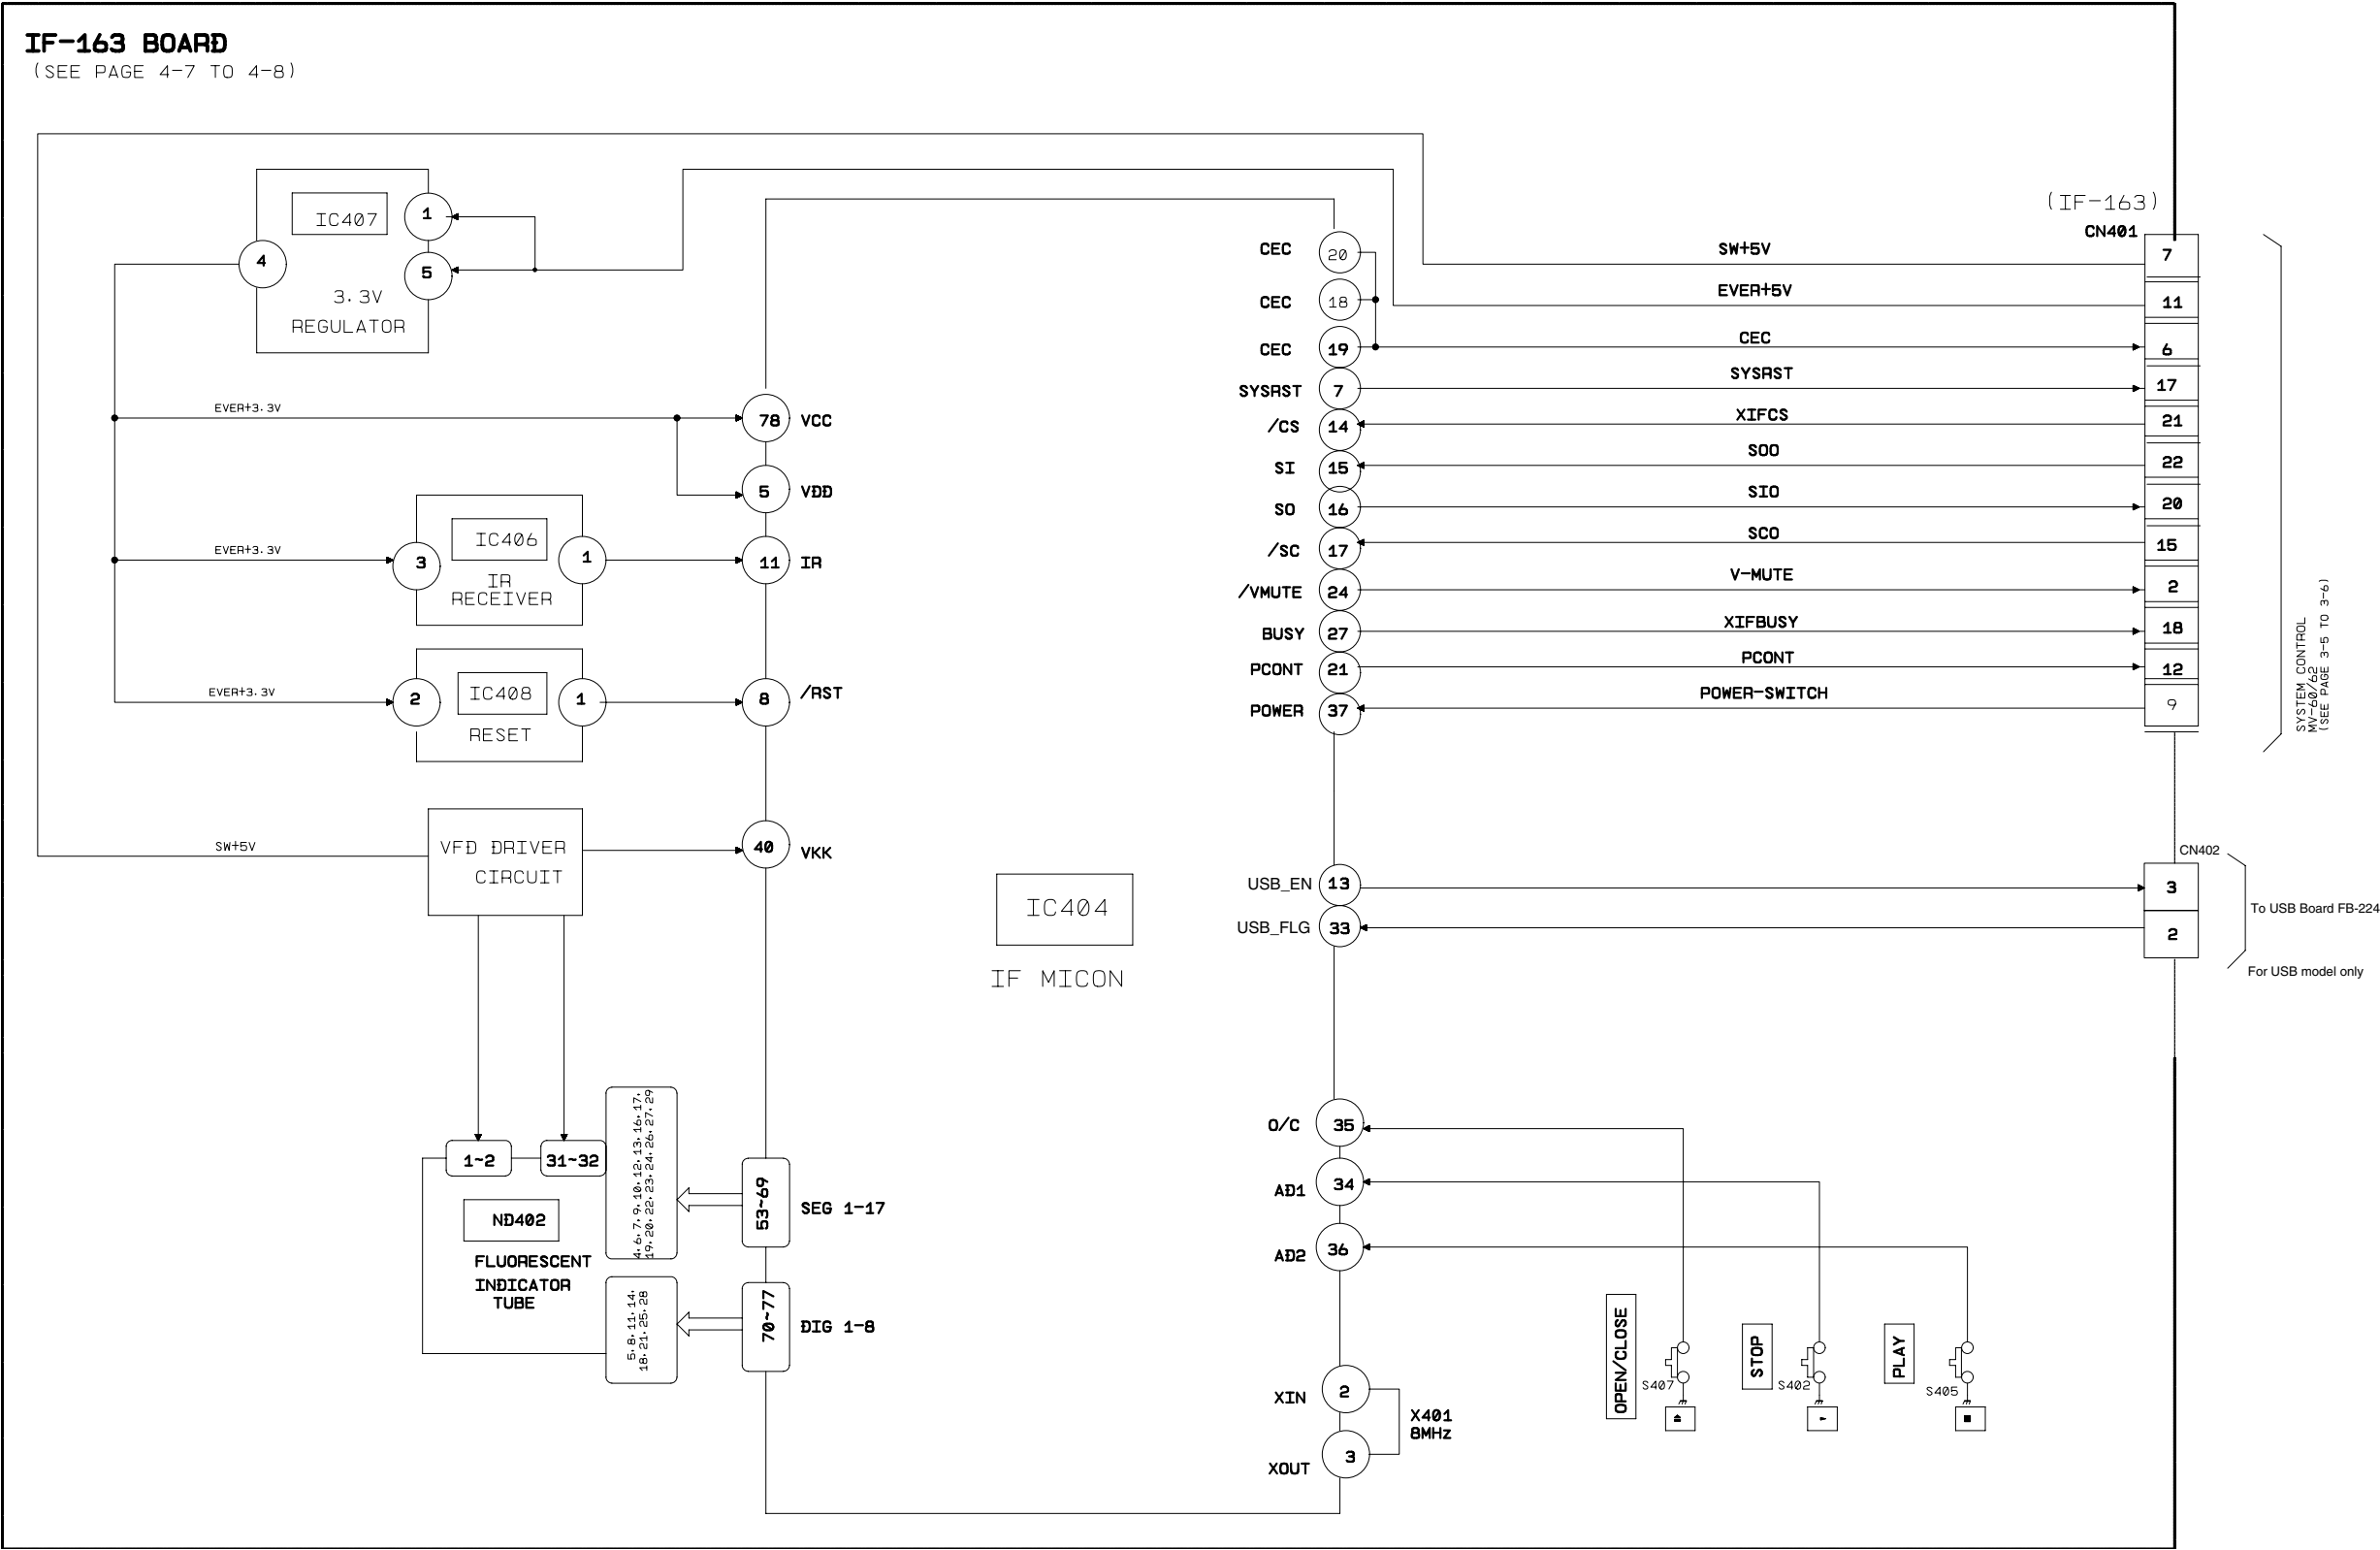 IF-163 BOARD
(SEE PAGE 4-7 TO 4-8)
IC407
1
4
5
3.3V
REGULATOR
EVER+3.3V
78
VCC
5
VDD
EVER+3.3V
3
IC406
1
IR
RECEIVER
11
IR
EVER+3.3V
2
IC408
1
RESET
8
/RST
SW+5V
VFD DRIVER
CIRCUIT
40
VKK
IC404
IF MICON
1~2
31~32
ND402
FLUORESCENT
INDICATOR
TUBE
4,6,7,9,10,12,13,16,17,
19,20,22,23,24,26,27,29
53~69
SEG 1-17
5,8,11,14,
18,21,25,28
70~77
DIG 1-8
(IF-163)
CN401
CEC
20
SW+5V
7
CEC
18
EVER+5V
11
CEC
19
CEC
6
SYSRST
7
SYSRST
17
/CS
14
XIFCS
21
SI
15
SO0
22
SO
16
SI0
20
/SC
17
SC0
15
/VMUTE
24
V-MUTE
2
BUSY
27
XIFBUSY
18
PCONT
21
PCONT
12
POWER
37
POWER-SWITCH
9
SYSTEM CONTROL
MV-60/62
(SEE PAGE 3-5 TO 3-6)
CN402
USB_EN
13
3
USB_FLG
33
2
To USB Board FB-224
For USB model only
O/C
35
AD1
34
AD2
36
XIN
2
X401
8MHz
XOUT
3
OPEN/CLOSE
S407
STOP
S402
PLAY
S405